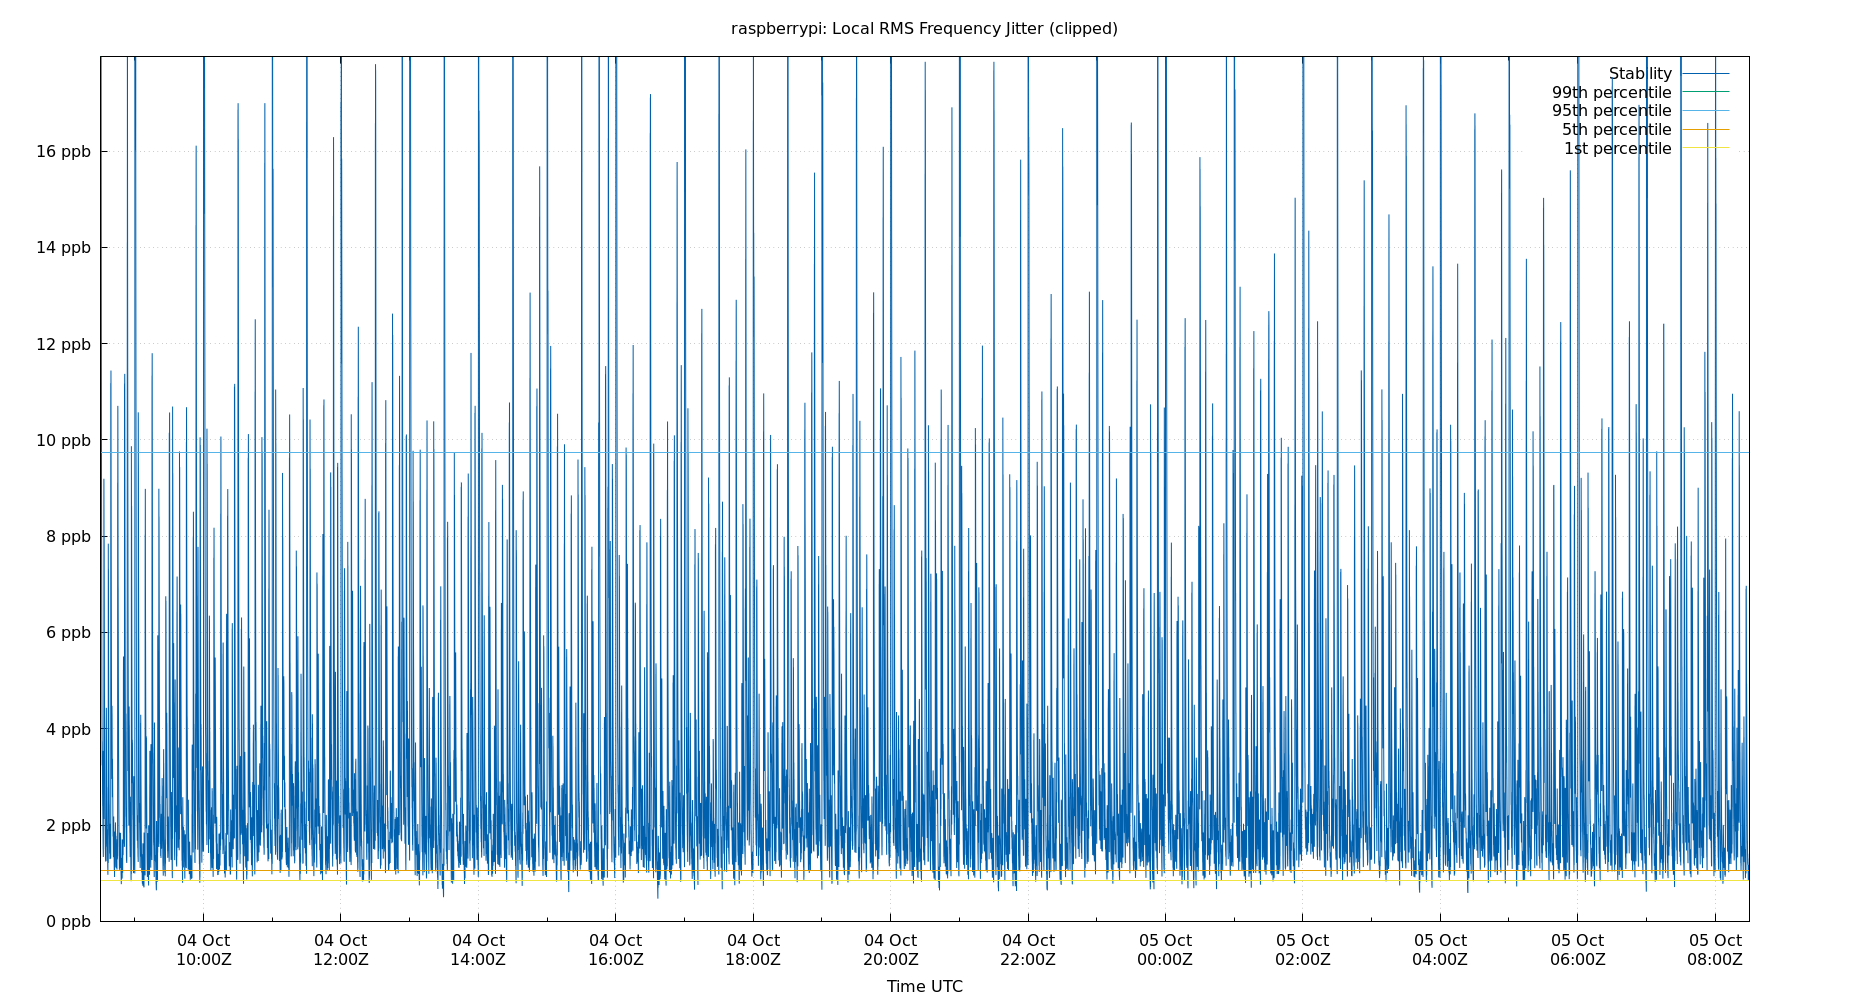 raspberrypi: Local RMS Frequency Jitter (clipped)
Stability
99th percentile
95th percentile
5th percentile
1st percentile
16 ppb
14 ppb
12 ppb
10 ppb
8 ppb
6 ppb
4 ppb
2 ppb
0 ppb
04 Oct 04 Oct 04 Oct 04 Oct 04 Oct 04 Oct 04 Oct 05 Oct 05 Oct 05 Oct 05 Oct 05 Oct
10:00Z 12:00Z 14:00Z 16:00Z 18:00Z 20:00Z 22:00Z 00:00Z 02:00Z 04:00Z 06:00Z 08:00Z
Time UTC